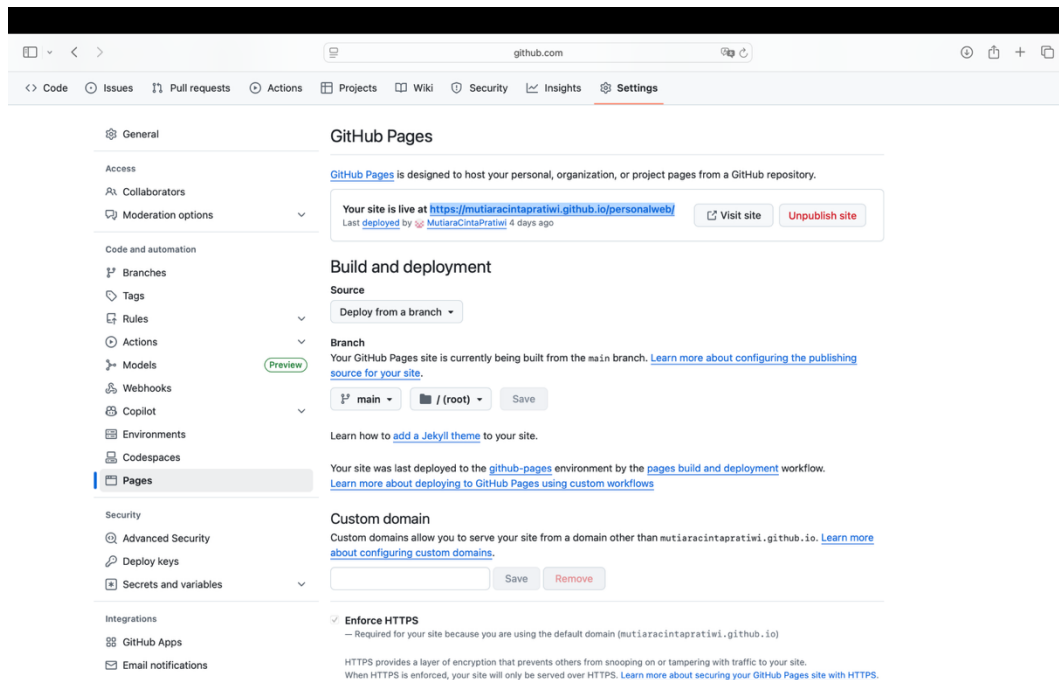 github.com
Code Issues Pull requests Actions Projects Wiki Security Insights Settings
General
Access
Collaborators
Moderation options
Code and automation
Branches
Tags
Rules
Actions
Models Preview
Webhooks
Copilot
Environments
Codespaces
Pages
Security
Advanced Security
Deploy keys
Secrets and variables
Integrations
GitHub Apps
Email notifications
GitHub Pages
GitHub Pages is designed to host your personal, organization, or project pages from a GitHub repository.
Your site is live at https://mutiaracintapratiwi.github.io/personalweb/
Last deployed by MutiaraCintaPratiwi 4 days ago
Visit site
Unpublish site
Build and deployment
Source
Deploy from a branch
Branch
Your GitHub Pages site is currently being built from the main branch. Learn more about configuring the publishing
source for your site.
main / (root) Save
Learn how to add a Jekyll theme to your site.
Your site was last deployed to the github-pages environment by the pages build and deployment workflow.
Learn more about deploying to GitHub Pages using custom workflows
Custom domain
Custom domains allow you to serve your site from a domain other than mutiaracintapratiwi.github.io. Learn more
about configuring custom domains.
Save Remove
Enforce HTTPS
— Required for your site because you are using the default domain (mutiaracintapratiwi.github.io)
HTTPS provides a layer of encryption that prevents others from snooping on or tampering with traffic to your site.
When HTTPS is enforced, your site will only be served over HTTPS. Learn more about securing your GitHub Pages site with HTTPS.